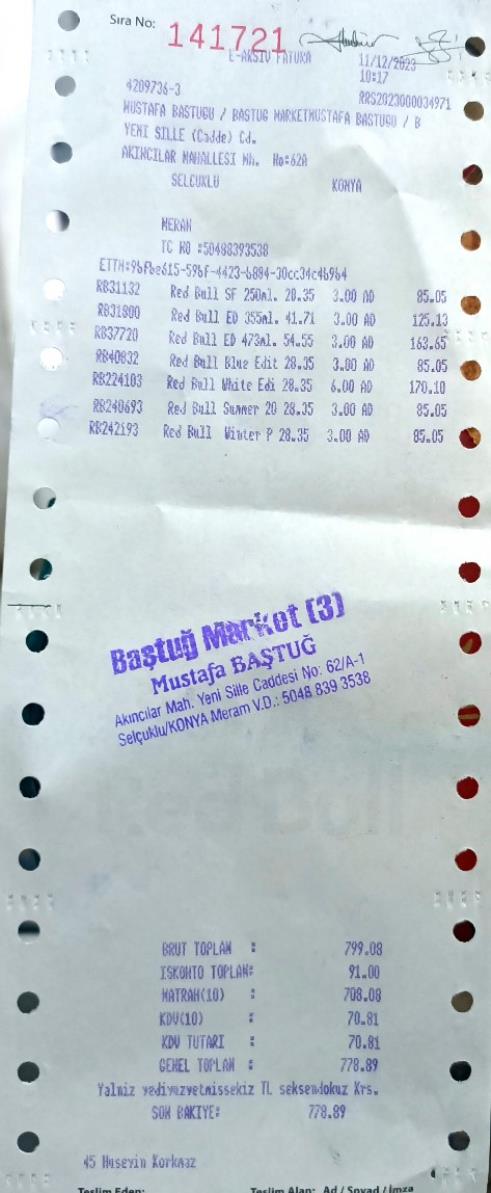 Sıra No: 141721
E-ARSIV FATURA 11/12/2023
10:17
4209736-3 RRS2023000034971
MUSTAFA BASTUGU / BASTUG MARKETMUSTAFA BASTUGU / B
YENI SILLE (Cadde) Cd.
AKINCILAR MAHALLESI Mh. No:62A
SELCUKLU KONYA
MERAN
TC NO :50488393538
ETTN:9bfbe615-59bf-4423-b884-30cc34c4b964
RB31132 Red Bull SF 250ml. 28.35 3.00 AD 85.05
RB31800 Red Bull ED 355ml. 41.71 3.00 AD 125.13
RB37720 Red Bull ED 473ml. 54.55 3.00 AD 163.65
RB40832 Red Bull Blue Edit 28.35 3.00 AD 85.05
RB224103 Red Bull White Edi 28.35 6.00 AD 170.10
RB240693 Red Bull Summer 20 28.35 3.00 AD 85.05
RB242193 Red Bull Winter P 28.35 3.00 AD 85.05
Baştuğ Market (3)
Mustafa BAŞTUĞ
Akıncılar Mah. Yeni Sille Caddesi No: 62/A-1
Selçuklu/KONYA Meram V.D.: 5048 839 3538
Red Bull
BRUT TOPLAM : 799.08
ISKONTO TOPLAM: 91.00
MATRAH(10) : 708.08
KDV(10) : 70.81
KDV TUTARI : 70.81
GENEL TOPLAM : 778.89
Yalniz yediyuzyetmissekiz TL seksendokuz Krs.
SON BAKIYE: 778.89
45 Huseyin Korkmaz
Teslim Eden: Teslim Alan: Ad / Soyad / İmza